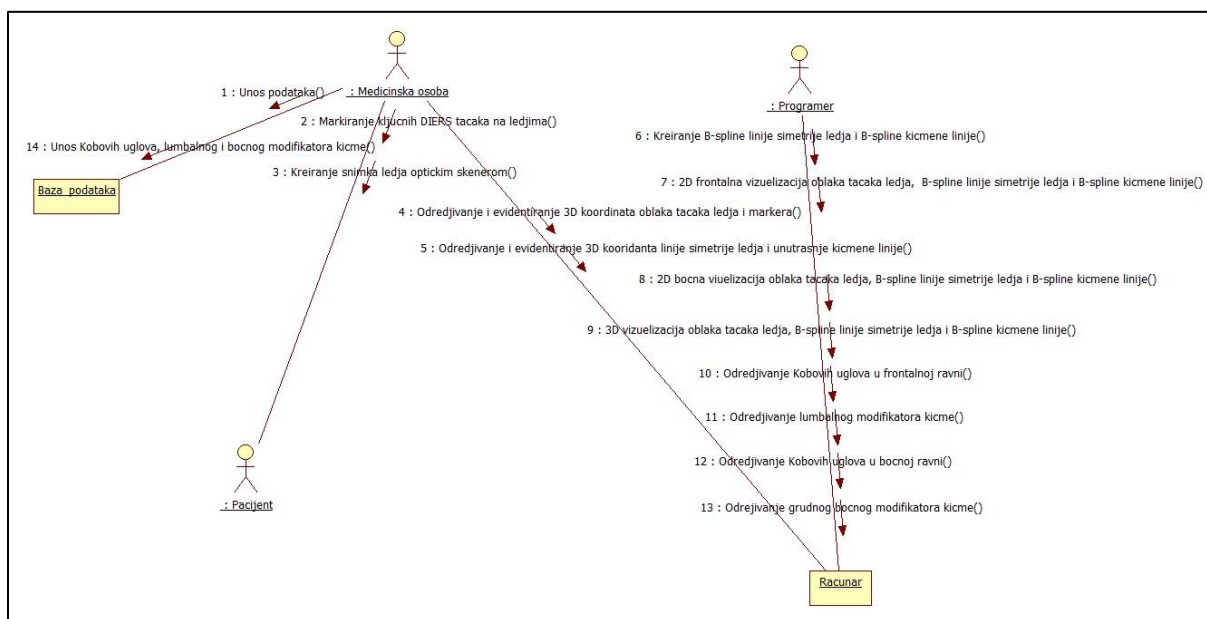 1 : Unos podataka()
: Medicinska osoba
: Programer
2 : Markiranje kljucnih DIERS tacaka na ledjima()
6 : Kreiranje B-spline linije simetrije ledja i B-spline kicmene linije()
14 : Unos Kobovih uglova, lumbalnog i bocnog modifikatora kicme()
3 : Kreiranje snimka ledja optickim skenerom()
7 : 2D frontalna vizuelizacija oblaka tacaka ledja, B-spline linije simetrije ledja i B-spline kicmene linije()
Baza podataka
4 : Odredjivanje i evidentiranje 3D koordinata oblaka tacaka ledja i markera()
5 : Odredjivanje i evidentiranje 3D kooridanta linije simetrije ledja i unutrasnje kicmene linije()
8 : 2D bocna viuelizacija oblaka tacaka ledja, B-spline linije simetrije ledja i B-spline kicmene linije()
9 : 3D vizuelizacija oblaka tacaka ledja, B-spline linije simetrije ledja i B-spline kicmene linije()
10 : Odredjivanje Kobovih uglova u frontalnoj ravni()
11 : Odredjivanje lumbalnog modifikatora kicme()
12 : Odredjivanje Kobovih uglova u bocnoj ravni()
: Pacijent
13 : Odrejivanje grudnog bocnog modifikatora kicme()
Racunar